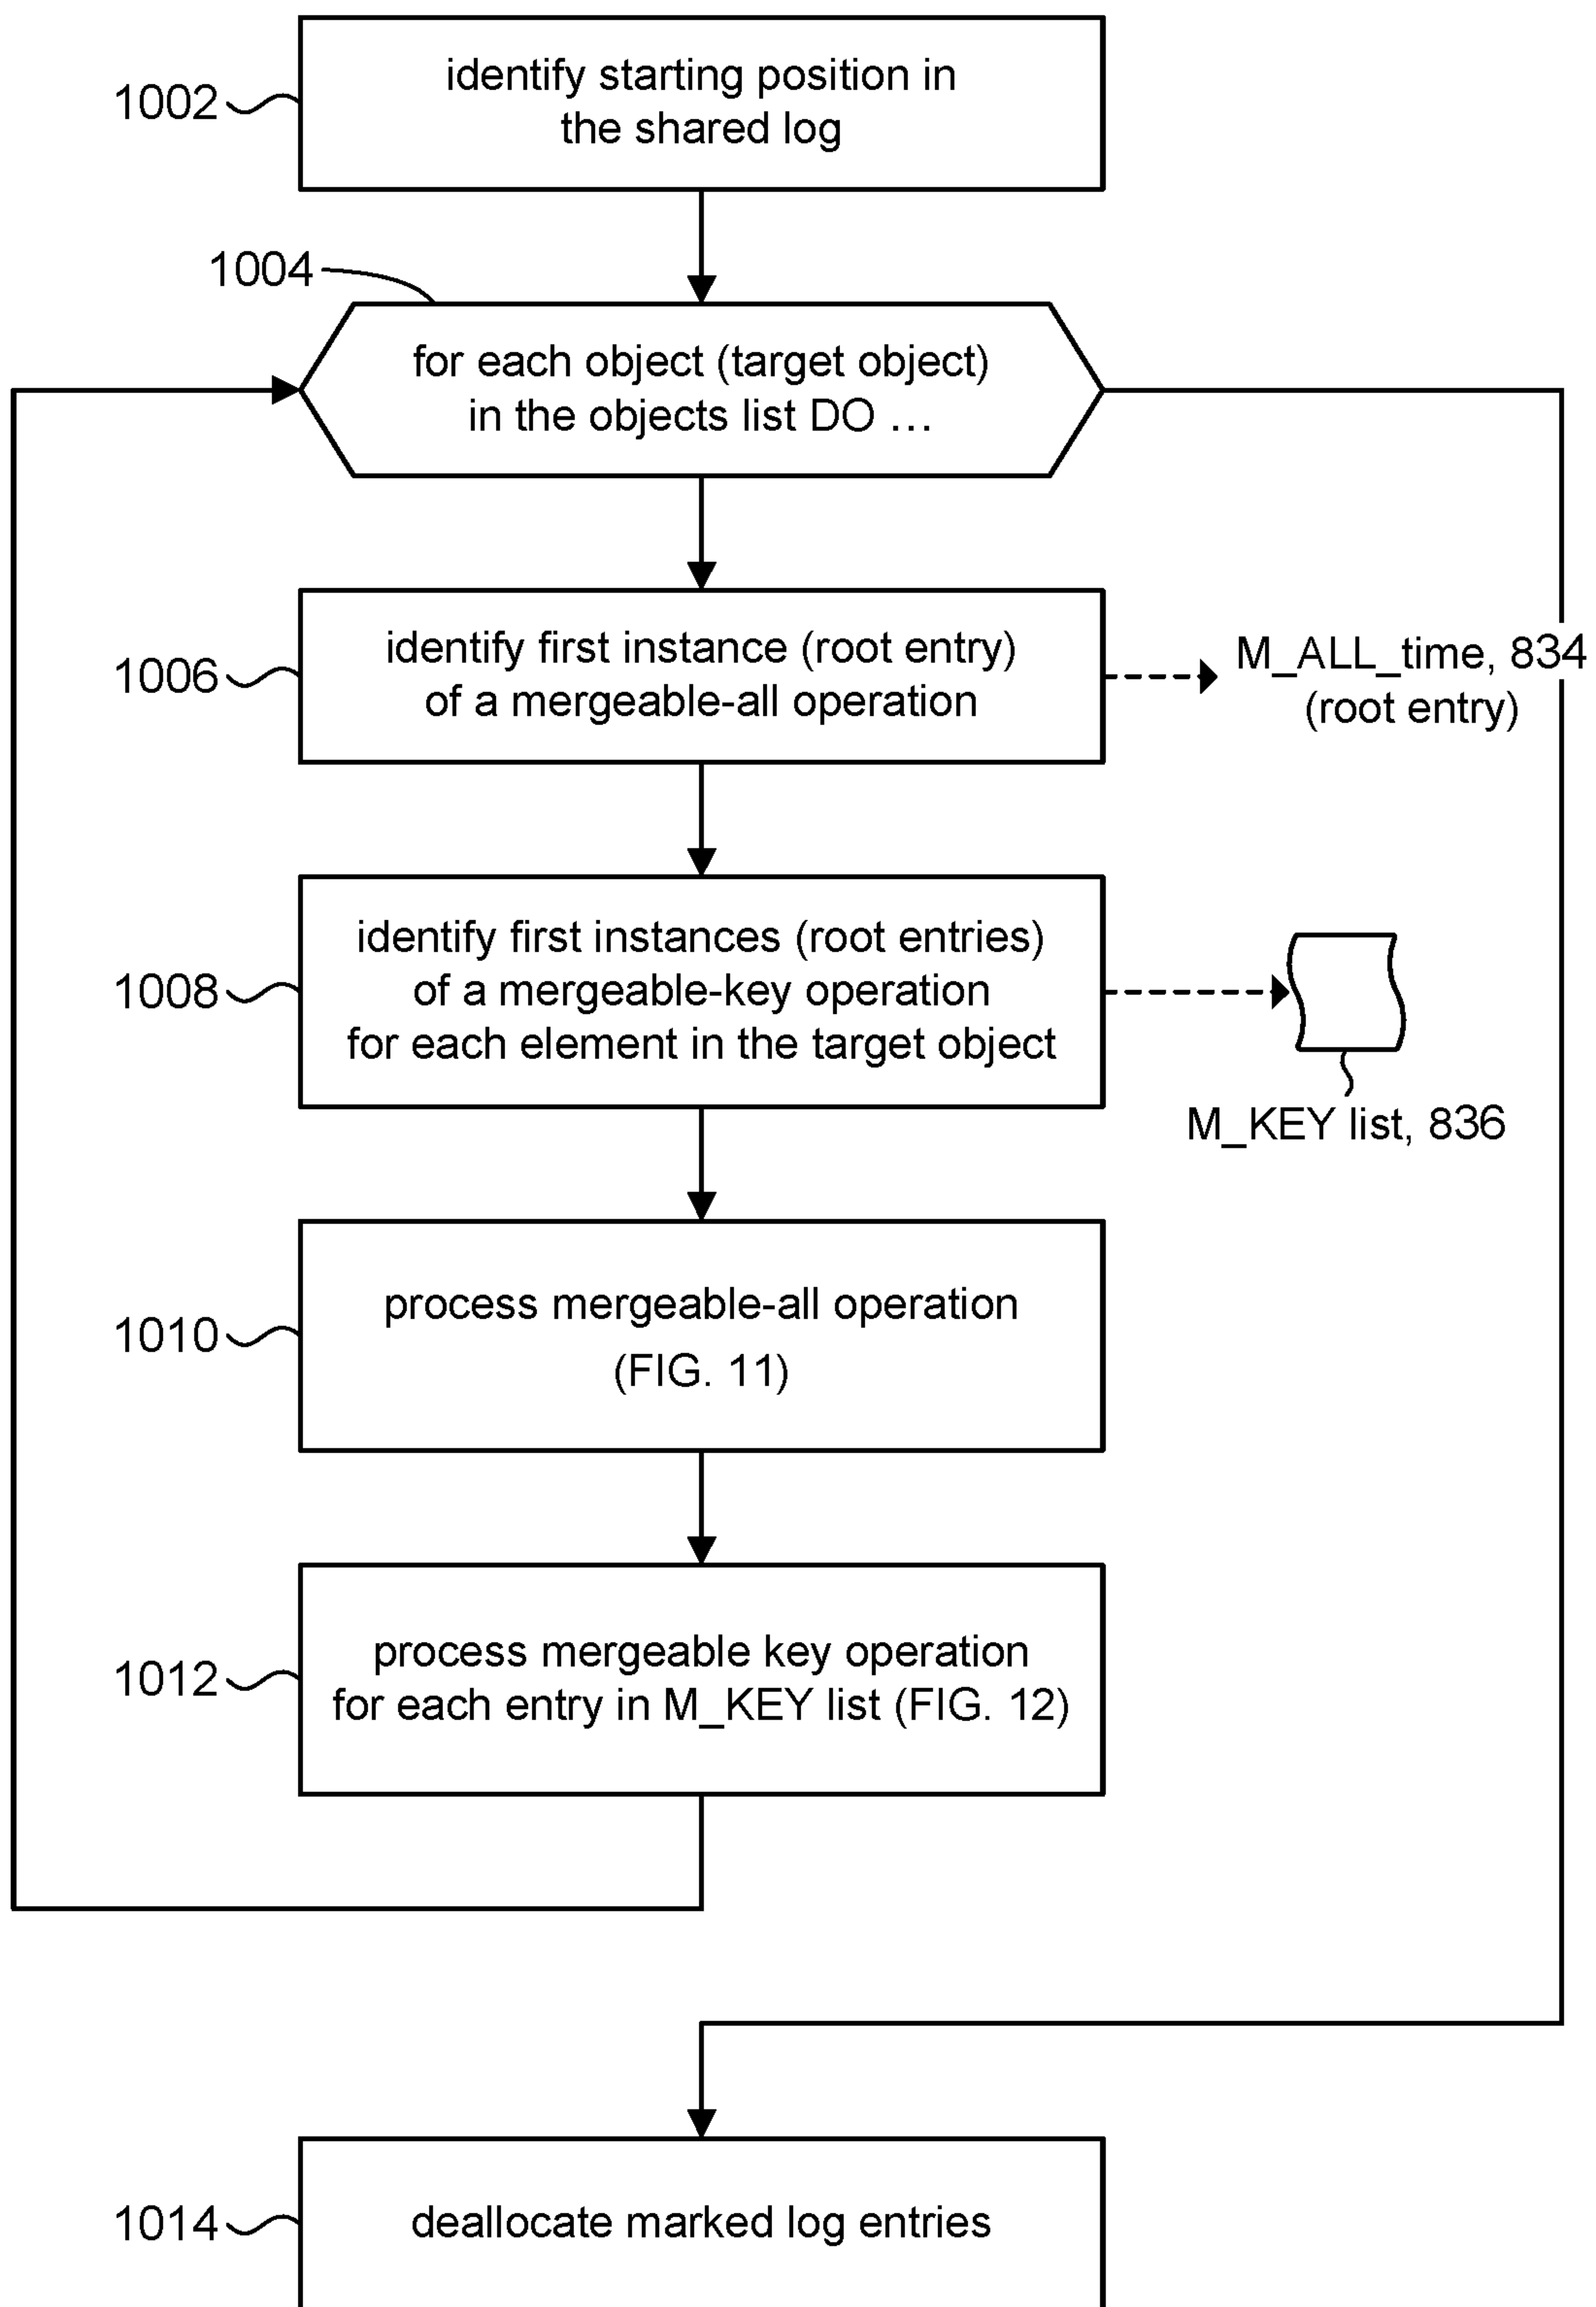 1002
identify starting position in
the shared log
1004
for each object (target object)
in the objects list DO …
1006
identify first instance (root entry)
of a mergeable-all operation
M_ALL_time, 834
(root entry)
1008
identify first instances (root entries)
of a mergeable-key operation
for each element in the target object
M_KEY list, 836
1010
process mergeable-all operation
(FIG. 11)
1012
process mergeable key operation
for each entry in M_KEY list (FIG. 12)
1014
deallocate marked log entries